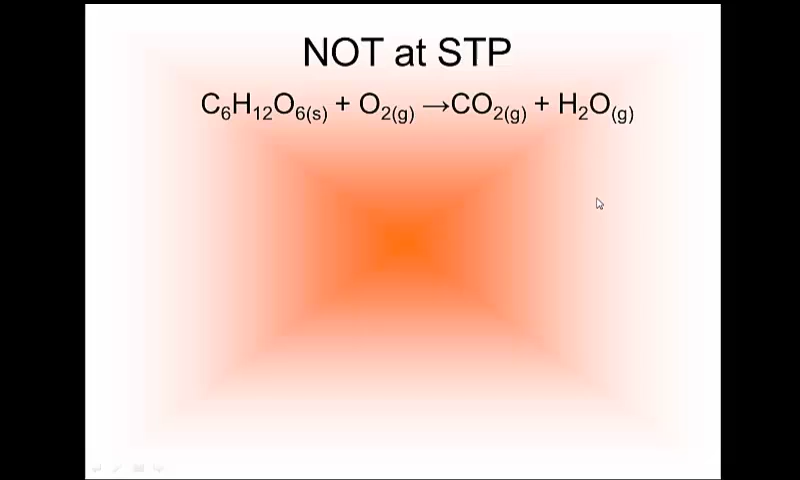 NOT at STP
C₆H₁₂O₆₍ₛ₎ + O₂₍g₎ →CO₂₍g₎ + H₂O₍g₎